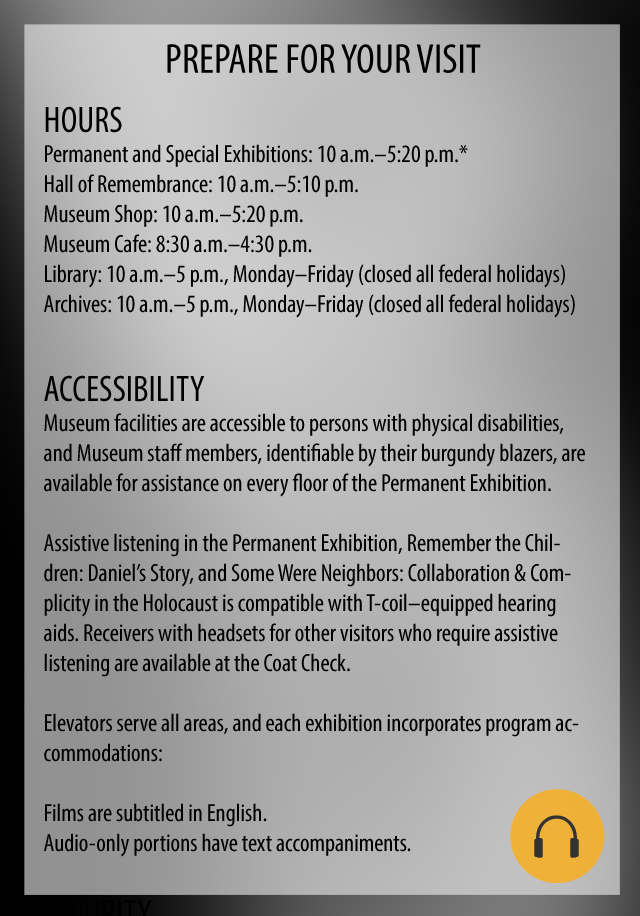 PREPARE FOR YOUR VISIT
HOURS
Permanent and Special Exhibitions: 10 a.m.–5:20 p.m.*
Hall of Remembrance: 10 a.m.–5:10 p.m.
Museum Shop: 10 a.m.–5:20 p.m.
Museum Cafe: 8:30 a.m.–4:30 p.m.
Library: 10 a.m.–5 p.m., Monday–Friday (closed all federal holidays)
Archives: 10 a.m.–5 p.m., Monday–Friday (closed all federal holidays)
ACCESSIBILITY
Museum facilities are accessible to persons with physical disabilities,
and Museum staff members, identifiable by their burgundy blazers, are
available for assistance on every floor of the Permanent Exhibition.
Assistive listening in the Permanent Exhibition, Remember the Chil-
dren: Daniel's Story, and Some Were Neighbors: Collaboration & Com-
plicity in the Holocaust is compatible with T-coil–equipped hearing
aids. Receivers with headsets for other visitors who require assistive
listening are available at the Coat Check.
Elevators serve all areas, and each exhibition incorporates program ac-
commodations:
Films are subtitled in English.
Audio-only portions have text accompaniments.